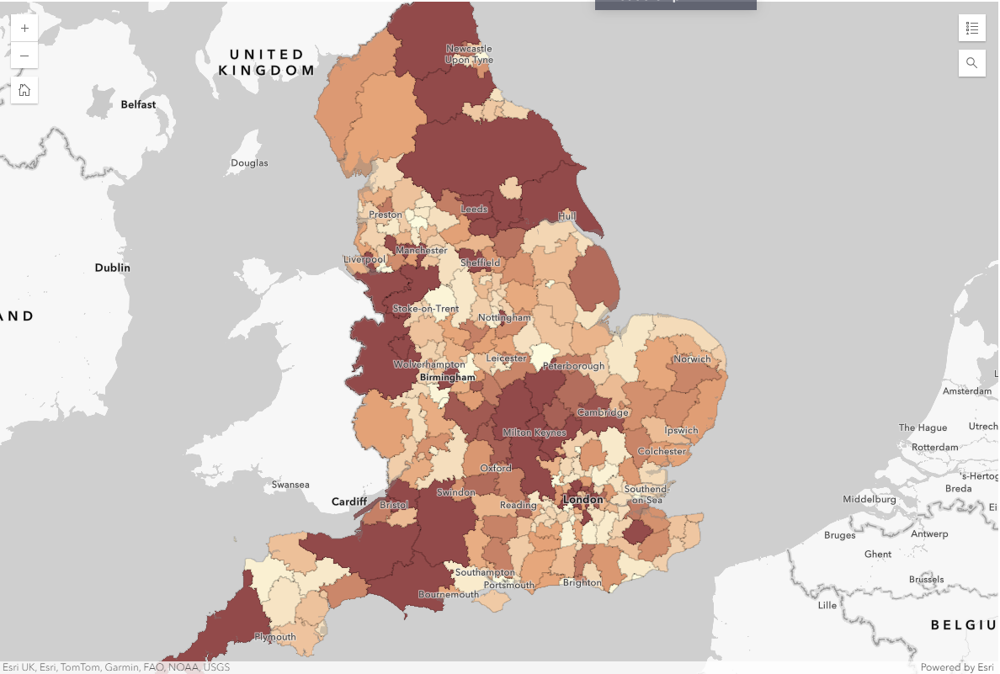 Newcastle
Upon Tyne
UNITED
KINGDOM
Belfast
Douglas
Leeds
Preston
Hull
Manchester
Liverpool
Sheffield
Dublin
Stoke-on-Trent
Nottingham
AND
Leicester
Norwich
Wolverhampton
Peterborough
Birmingham
Amsterdam
Cambridge
The Hague
Utrech
Ipswich
Milton Keynes
Rotterdam
Colchester
Oxford
's-Hertog
Swansea
Southend-
on-Sea
Breda
Swindon
Cardiff
Bristol
Reading
London
Middelburg
Ei
Bruges
Antwerp
Ghent
Southampton
Portsmouth
Brighton
Brussels
Bournemouth
Lille
BELGIU
Plymouth
Esri UK, Esri, TomTom, Garmin, FAO, NOAA, USGS
Powered by Esri